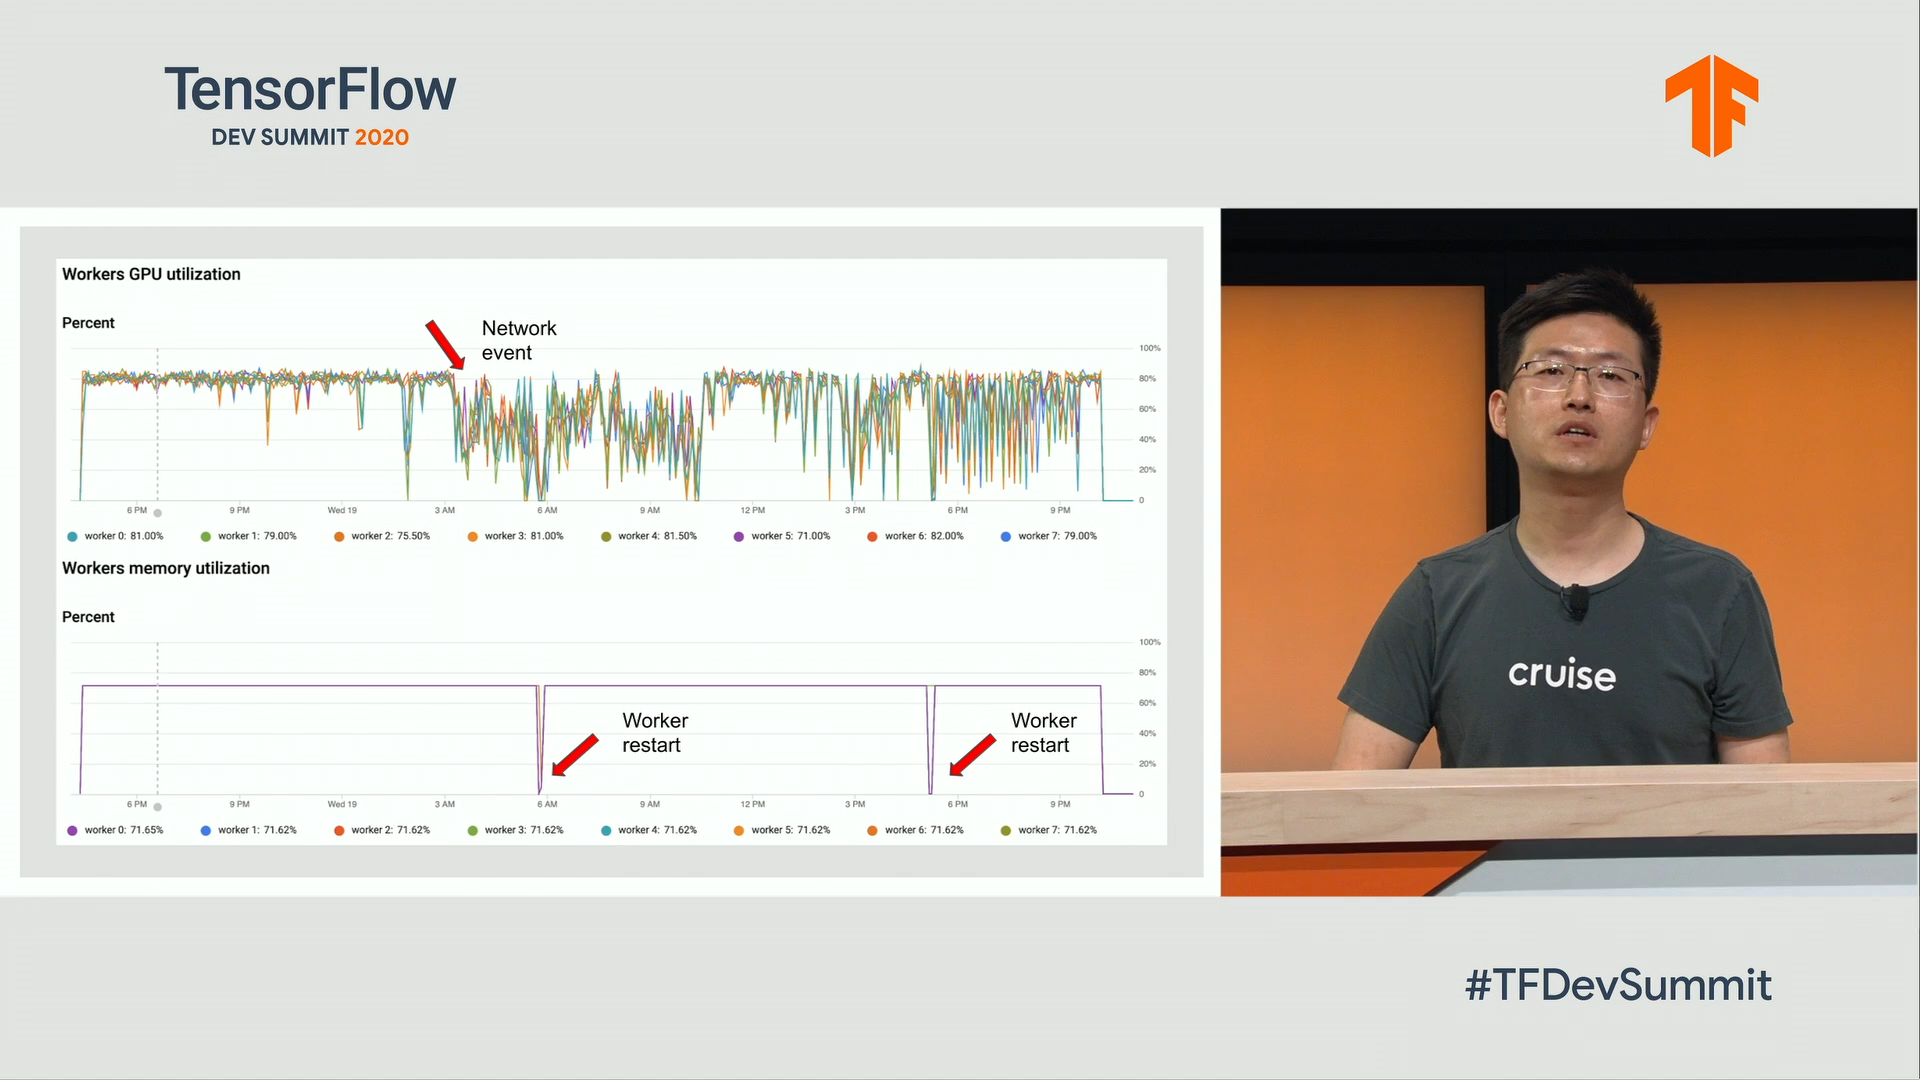 TensorFlow
DEV SUMMIT 2020
Workers GPU utilization
Percent
Network
event
100%
80%
60%
40%
20%
0
6 PM 9 PM Wed 19 3 AM 6 AM 9 AM 12 PM 3 PM 6 PM 9 PM
worker 0: 81.00% worker 1: 79.00% worker 2: 75.50% worker 3: 81.00% worker 4: 81.50% worker 5: 71.00% worker 6: 82.00% worker 7: 79.00%
Workers memory utilization
Percent
100%
80%
60%
40%
20%
0
Worker
restart
Worker
restart
6 PM 9 PM Wed 19 3 AM 6 AM 9 AM 12 PM 3 PM 6 PM 9 PM
worker 0: 71.65% worker 1: 71.62% worker 2: 71.62% worker 3: 71.62% worker 4: 71.62% worker 5: 71.62% worker 6: 71.62% worker 7: 71.62%
cruise
#TFDevSummit